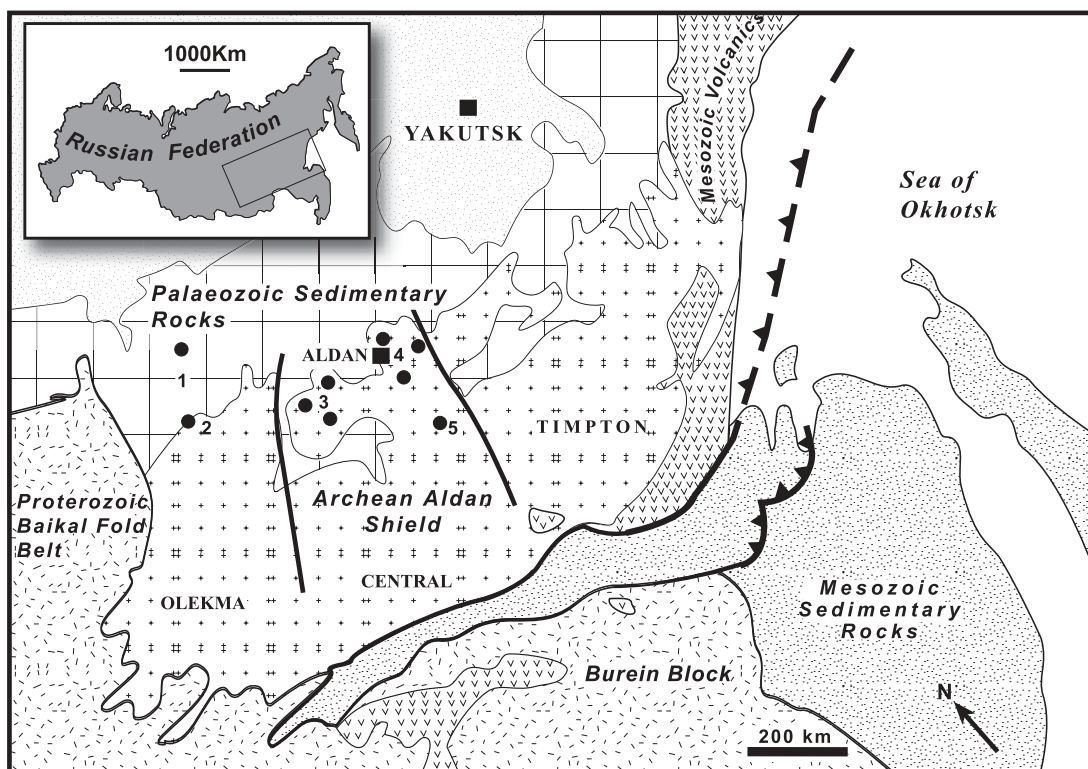 1000Km
Russian Federation
YAKUTSK
Mesozoic Volcanics
Sea of
Okhotsk
Palaeozoic Sedimentary
Rocks
ALDAN
4
1
3
2
5
TIMPTON
Proterozoic
Baikal Fold
Belt
Archean Aldan
Shield
CENTRAL
OLEKMA
Mesozoic
Sedimentary
Rocks
Burein Block
N
200 km